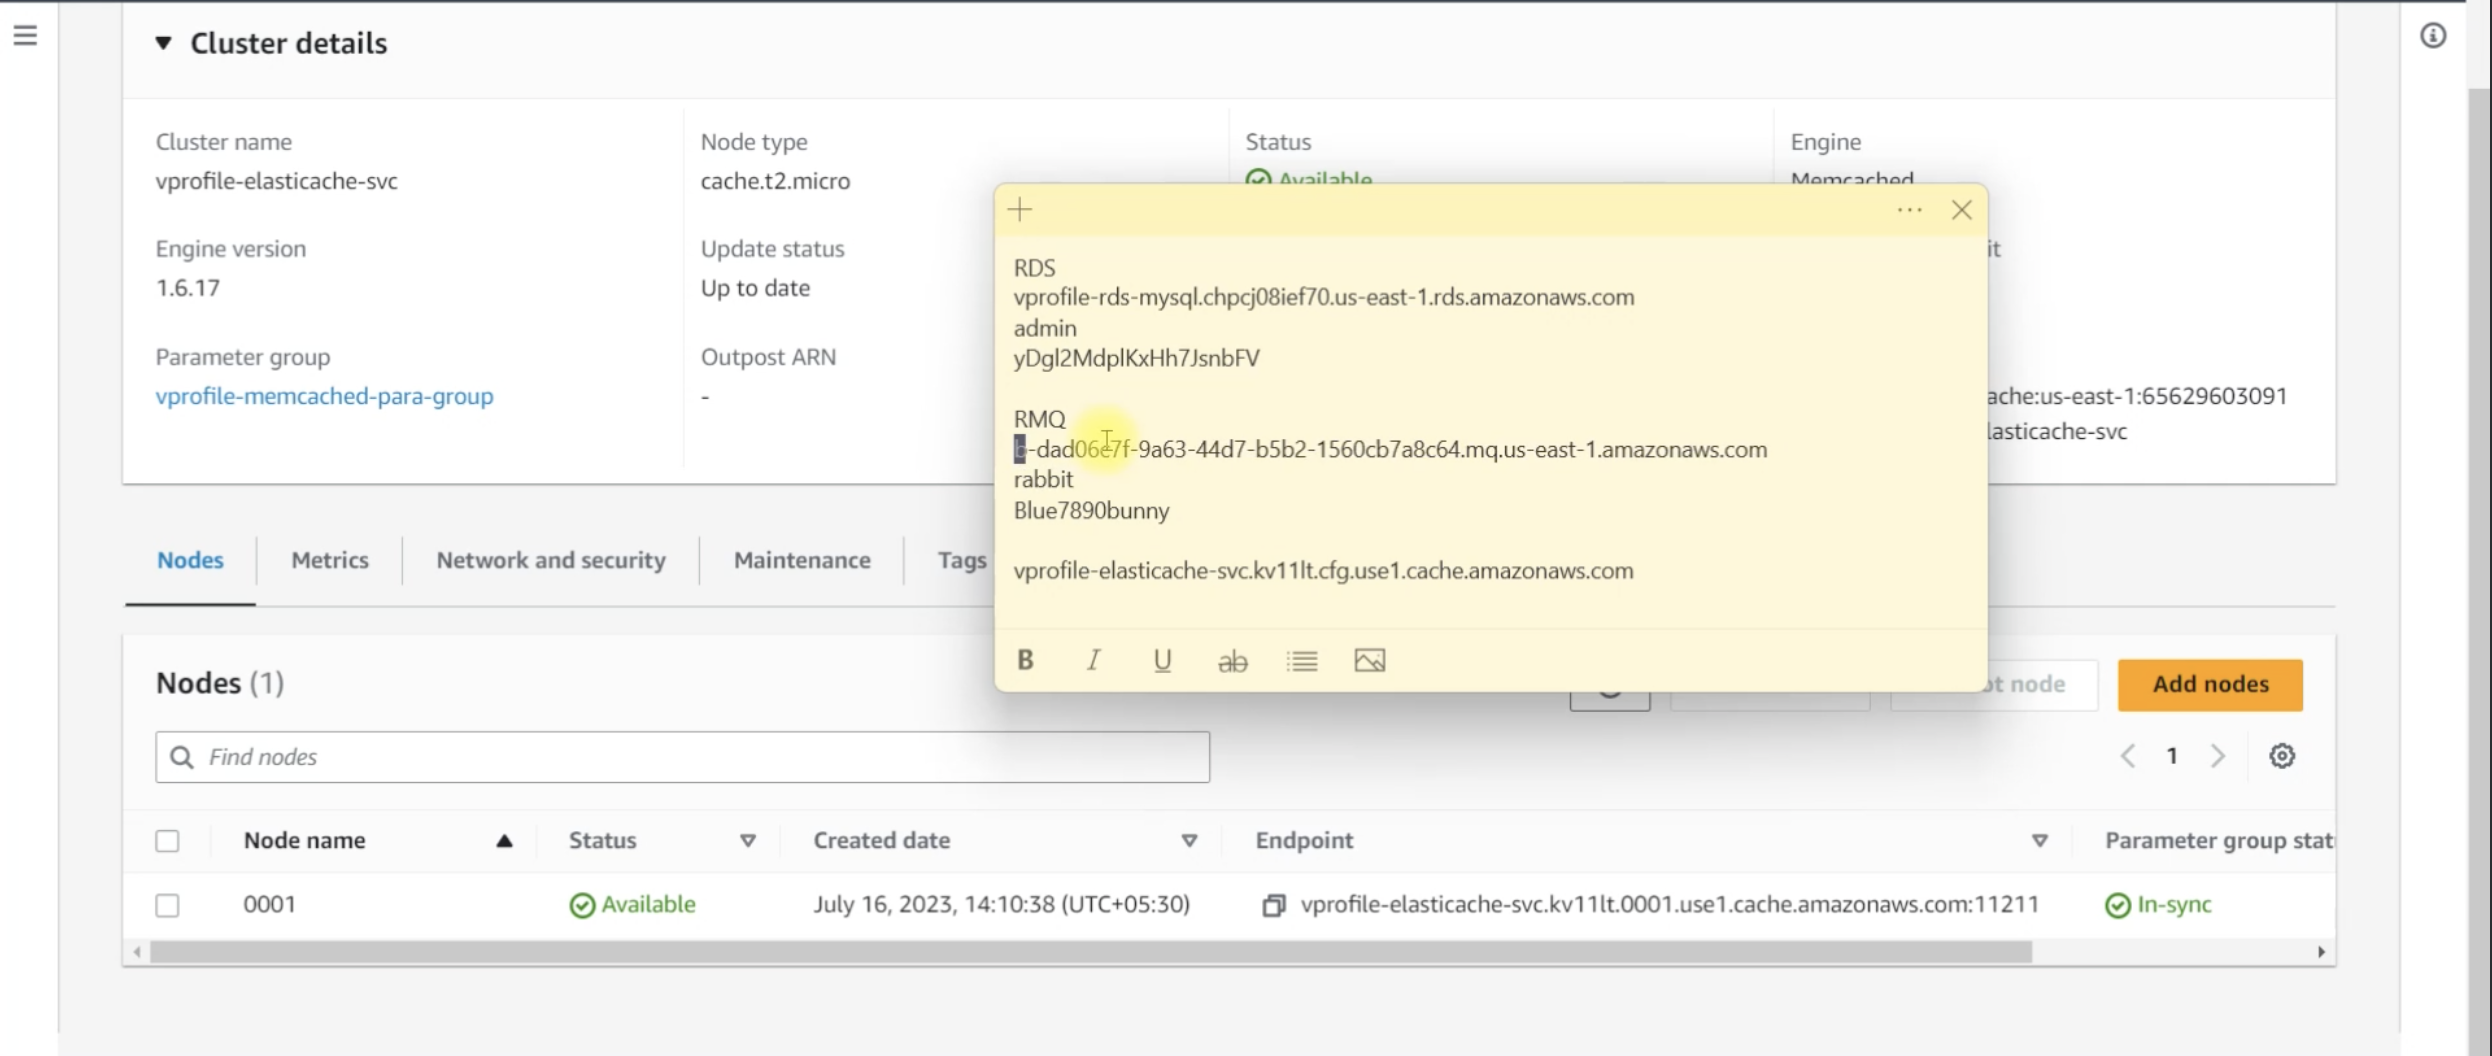 Cluster details
Cluster name
vprofile-elasticache-svc
Node type
cache.t2.micro
Status
Available
Engine
Memcached
Engine version
1.6.17
Update status
Up to date
it
Parameter group
vprofile-memcached-para-group
Outpost ARN
-
ache:us-east-1:65629603091
lasticache-svc
RDS
vprofile-rds-mysql.chpcj08ief70.us-east-1.rds.amazonaws.com
admin
yDgl2MdplKxHh7JsnbFV
RMQ
b-dad06e7f-9a63-44d7-b5b2-1560cb7a8c64.mq.us-east-1.amazonaws.com
rabbit
Blue7890bunny
vprofile-elasticache-svc.kv11lt.cfg.use1.cache.amazonaws.com
B I U ab
Nodes Metrics Network and security Maintenance Tags
Nodes (1)
ot node
Add nodes
Find nodes
1
Node name Status Created date Endpoint Parameter group stat
0001 Available July 16, 2023, 14:10:38 (UTC+05:30) vprofile-elasticache-svc.kv11lt.0001.use1.cache.amazonaws.com:11211 In-sync